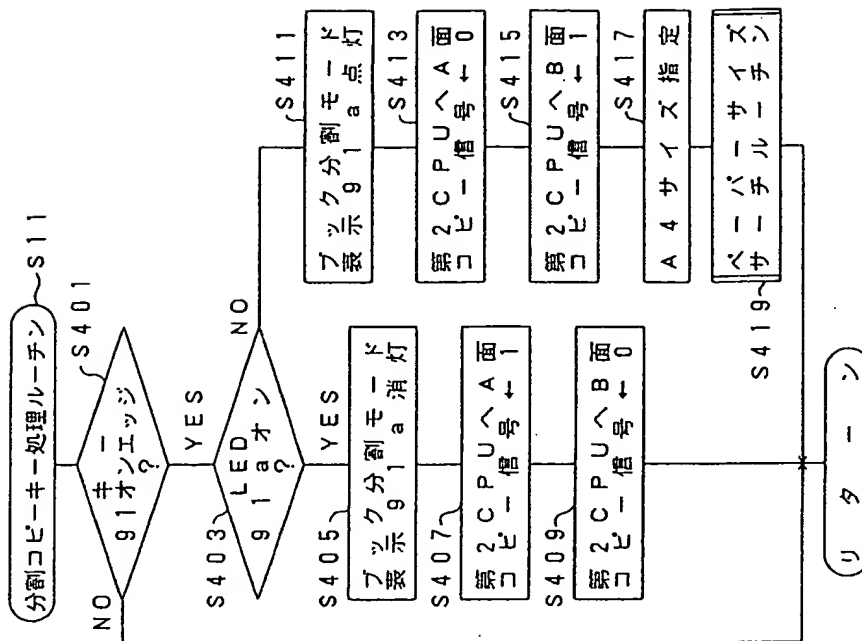 分割コピーキー処理ルーチン
S11
キー
91オンエッジ
?
S401
NO
YES
LED
91aオン
?
S403
NO
YES
ブック分割モード
表示91a消灯
S405
第2CPUへA面
コピー信号←1
S407
第2CPUへB面
コピー信号←0
S409
ブック分割モード
表示91a点灯
S411
第2CPUへA面
コピー信号←0
S413
第2CPUへB面
コピー信号←1
S415
A4サイズ指定
S417
ペーパーサイズ
サーチルーチン
S419
リターン